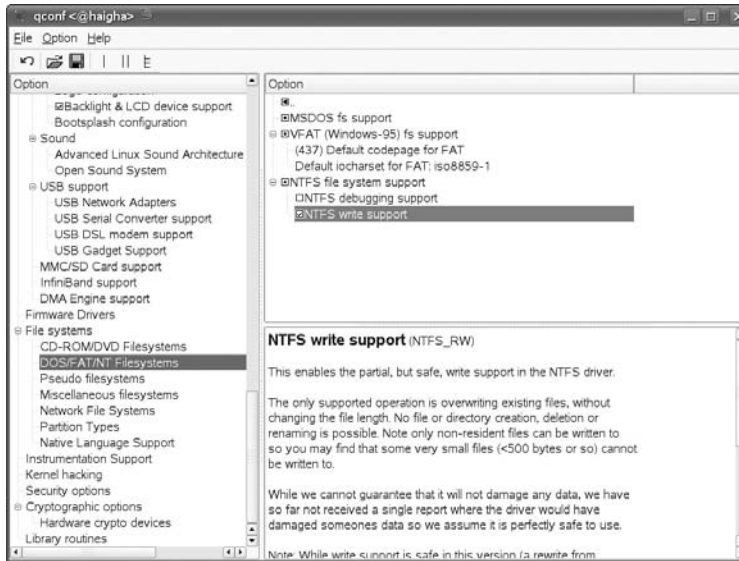 qconf <@haigha>
File Option Help
Option
Backlight & LCD device support
Bootsplash configuration
Sound
Advanced Linux Sound Architecture
Open Sound System
USB support
USB Network Adapters
USB Serial Converter support
USB DSL modem support
USB Gadget Support
MMC/SD Card support
InfiniBand support
DMA Engine support
Firmware Drivers
File systems
CD-ROM/DVD Filesystems
DOS/FAT/NT Filesystems
Pseudo filesystems
Miscellaneous filesystems
Network File Systems
Partition Types
Native Language Support
Instrumentation Support
Kernel hacking
Security options
Cryptographic options
Hardware crypto devices
Library routines
Option
..
MSDOS fs support
VFAT (Windows-95) fs support
(437) Default codepage for FAT
Default iocharset for FAT: iso8859-1
NTFS file system support
NTFS debugging support
NTFS write support
NTFS write support (NTFS_RW)
This enables the partial, but safe, write support in the NTFS driver.
The only supported operation is overwriting existing files, without
changing the file length. No file or directory creation, deletion or
renaming is possible. Note only non-resident files can be written to
so you may find that some very small files (<500 bytes or so) cannot
be written to.
While we cannot guarantee that it will not damage any data, we have
so far not received a single report where the driver would have
damaged someones data so we assume it is perfectly safe to use.
Note: While write support is safe in this version (a rewrite from